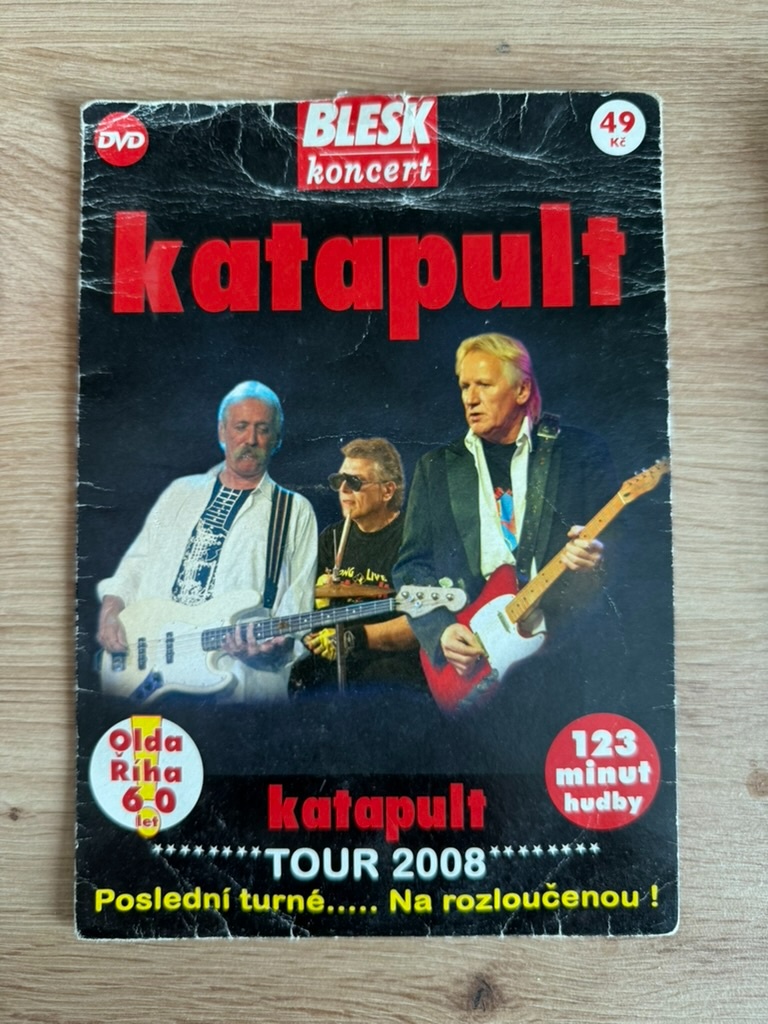 DVD
BLESK
koncert
49
Kč
katapult
LIVE
Olda
Říha
60
let
!
123
minut
hudby
katapult
********TOUR 2008********
Poslední turné..... Na rozloučenou !